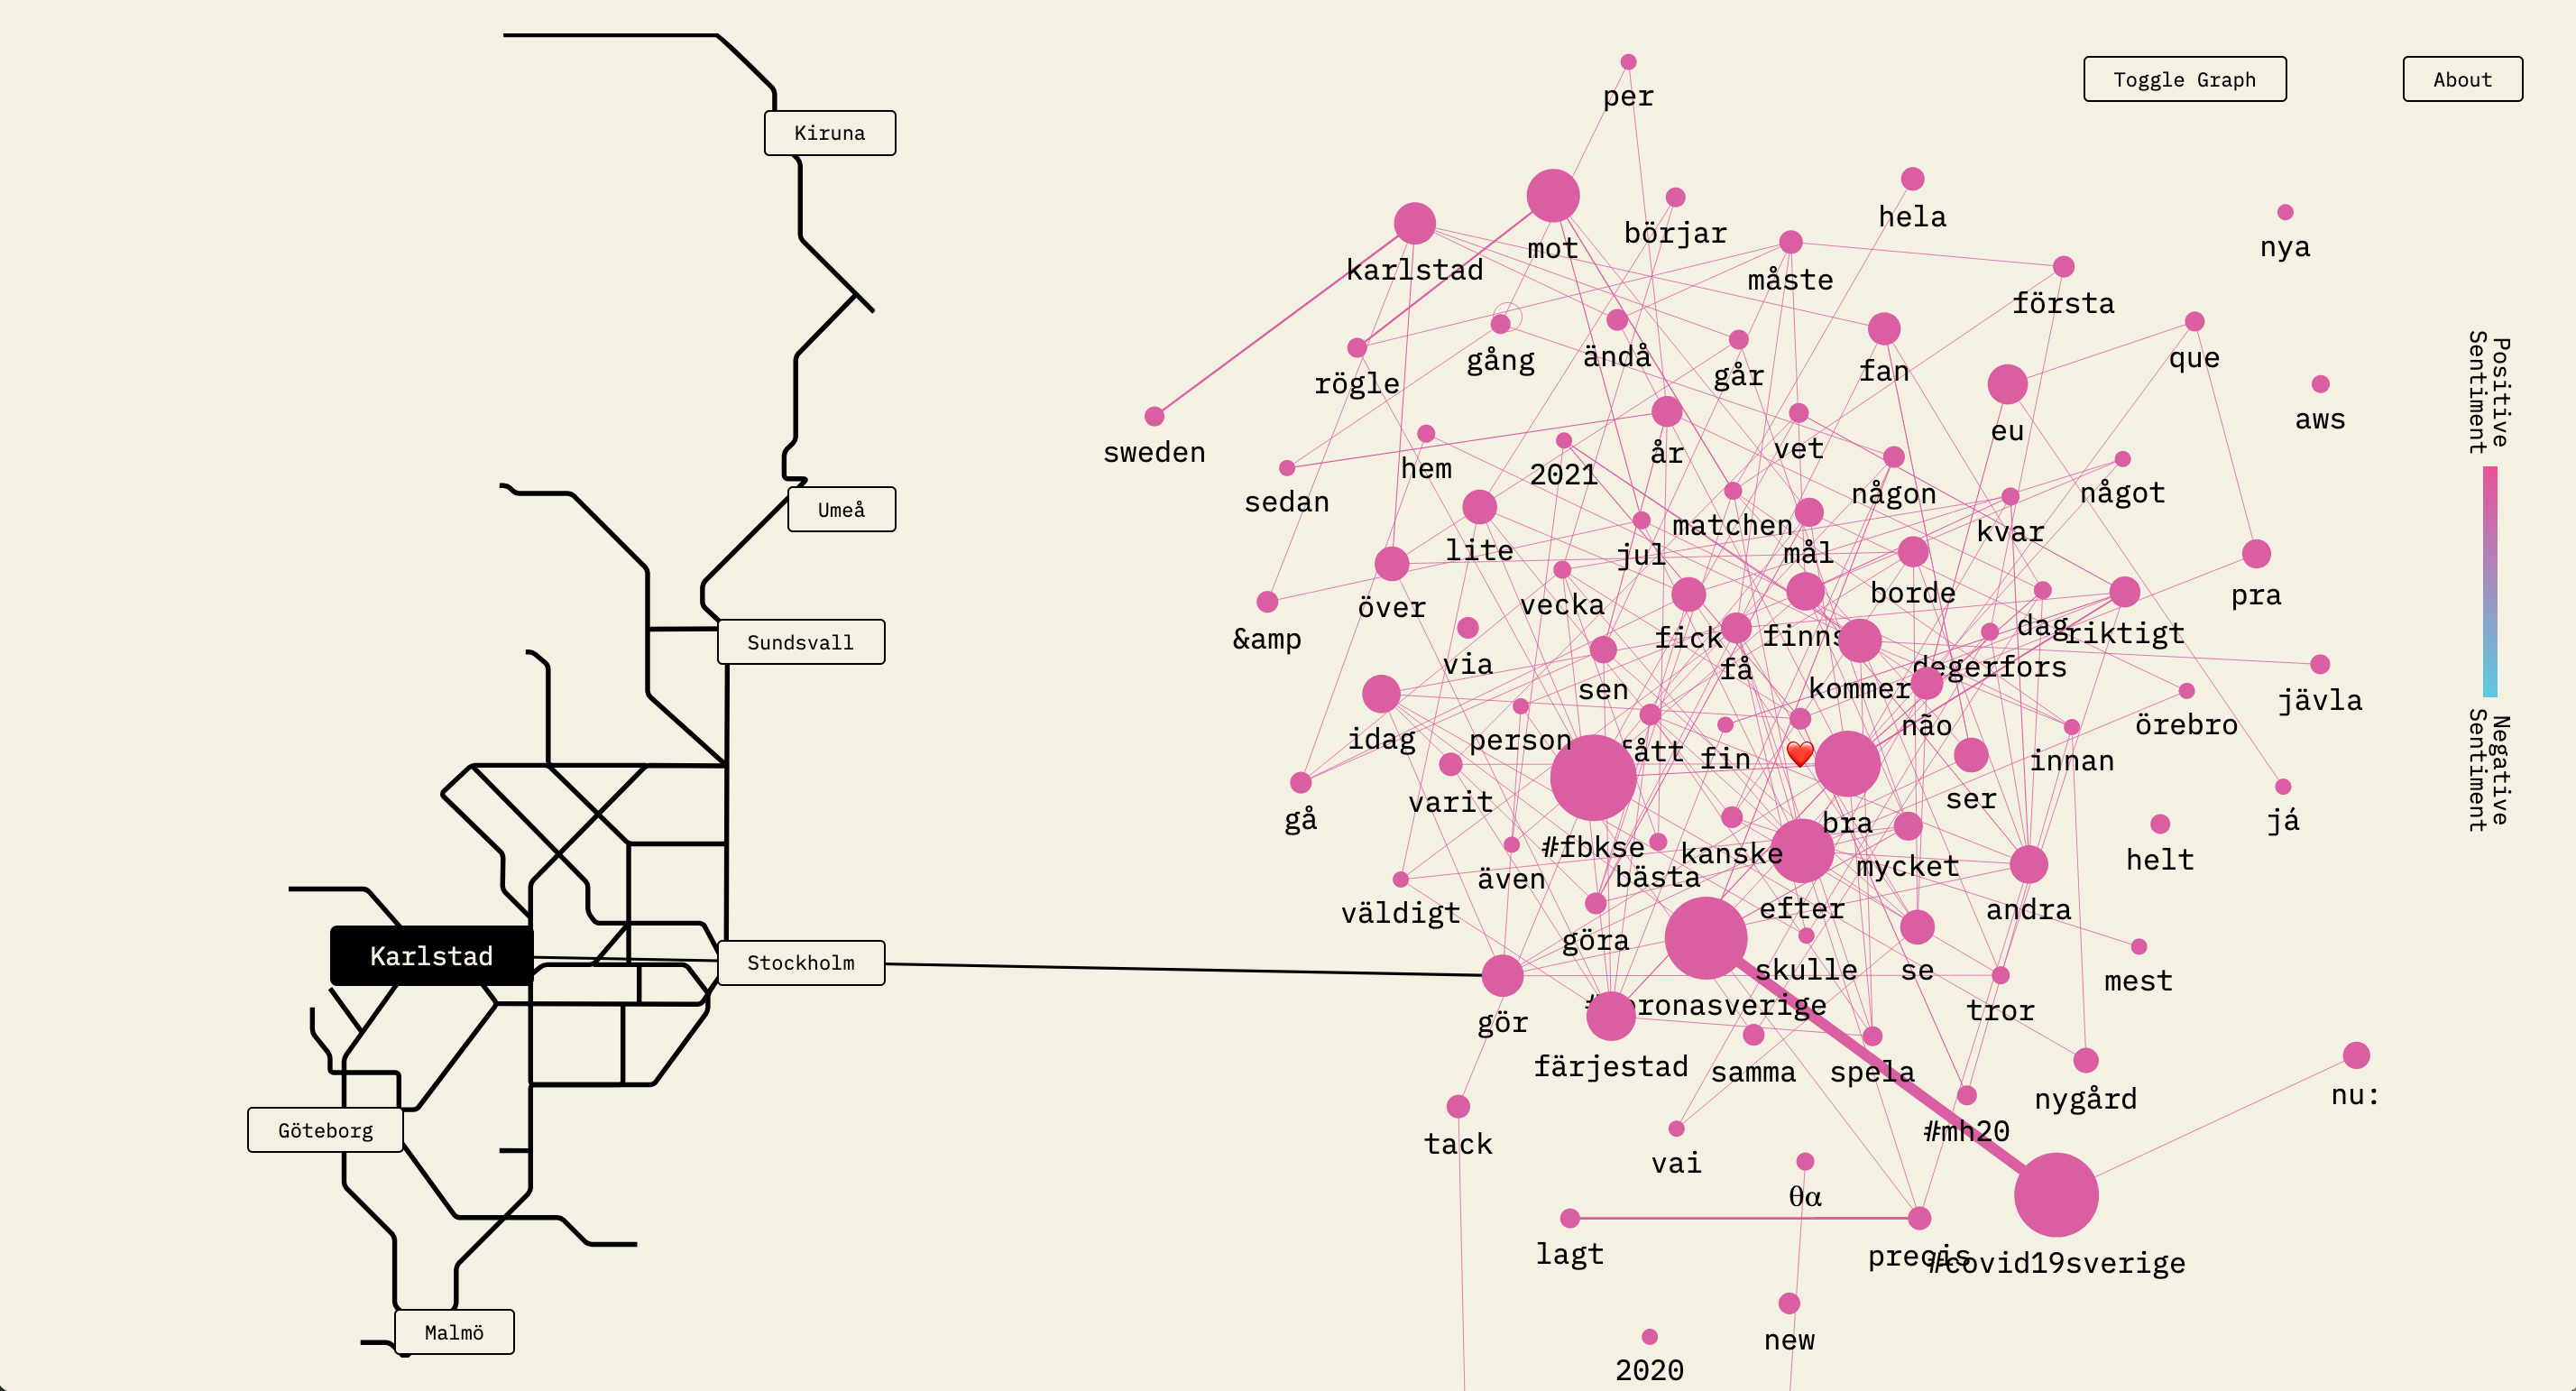 Toggle Graph
About
Kiruna
Umeå
Sundsvall
Karlstad
Stockholm
Göteborg
Malmö
per
hela
nya
börjar
mot
karlstad
måste
första
gång
ändå
går
fan
que
rögle
aws
eu
sweden
år
vet
hem
2021
sedan
någon
något
matchen
kvar
lite
jul
mål
borde
pra
över
vecka
&amp
fick
finns
dag
riktigt
via
få
degerfors
sen
kommer
jävla
idag
person
não
örebro
fått
fin
❤️
innan
varit
ser
gå
bra
já
#fbkse
kanske
helt
även
bästa
mycket
väldigt
efter
andra
göra
skulle
se
mest
#coronasverige
tror
gör
färjestad
samma
spela
nygård
nu:
tack
#mh20
vai
θα
lagt
precis
#covid19sverige
new
2020
Positive
Sentiment
Negative
Sentiment